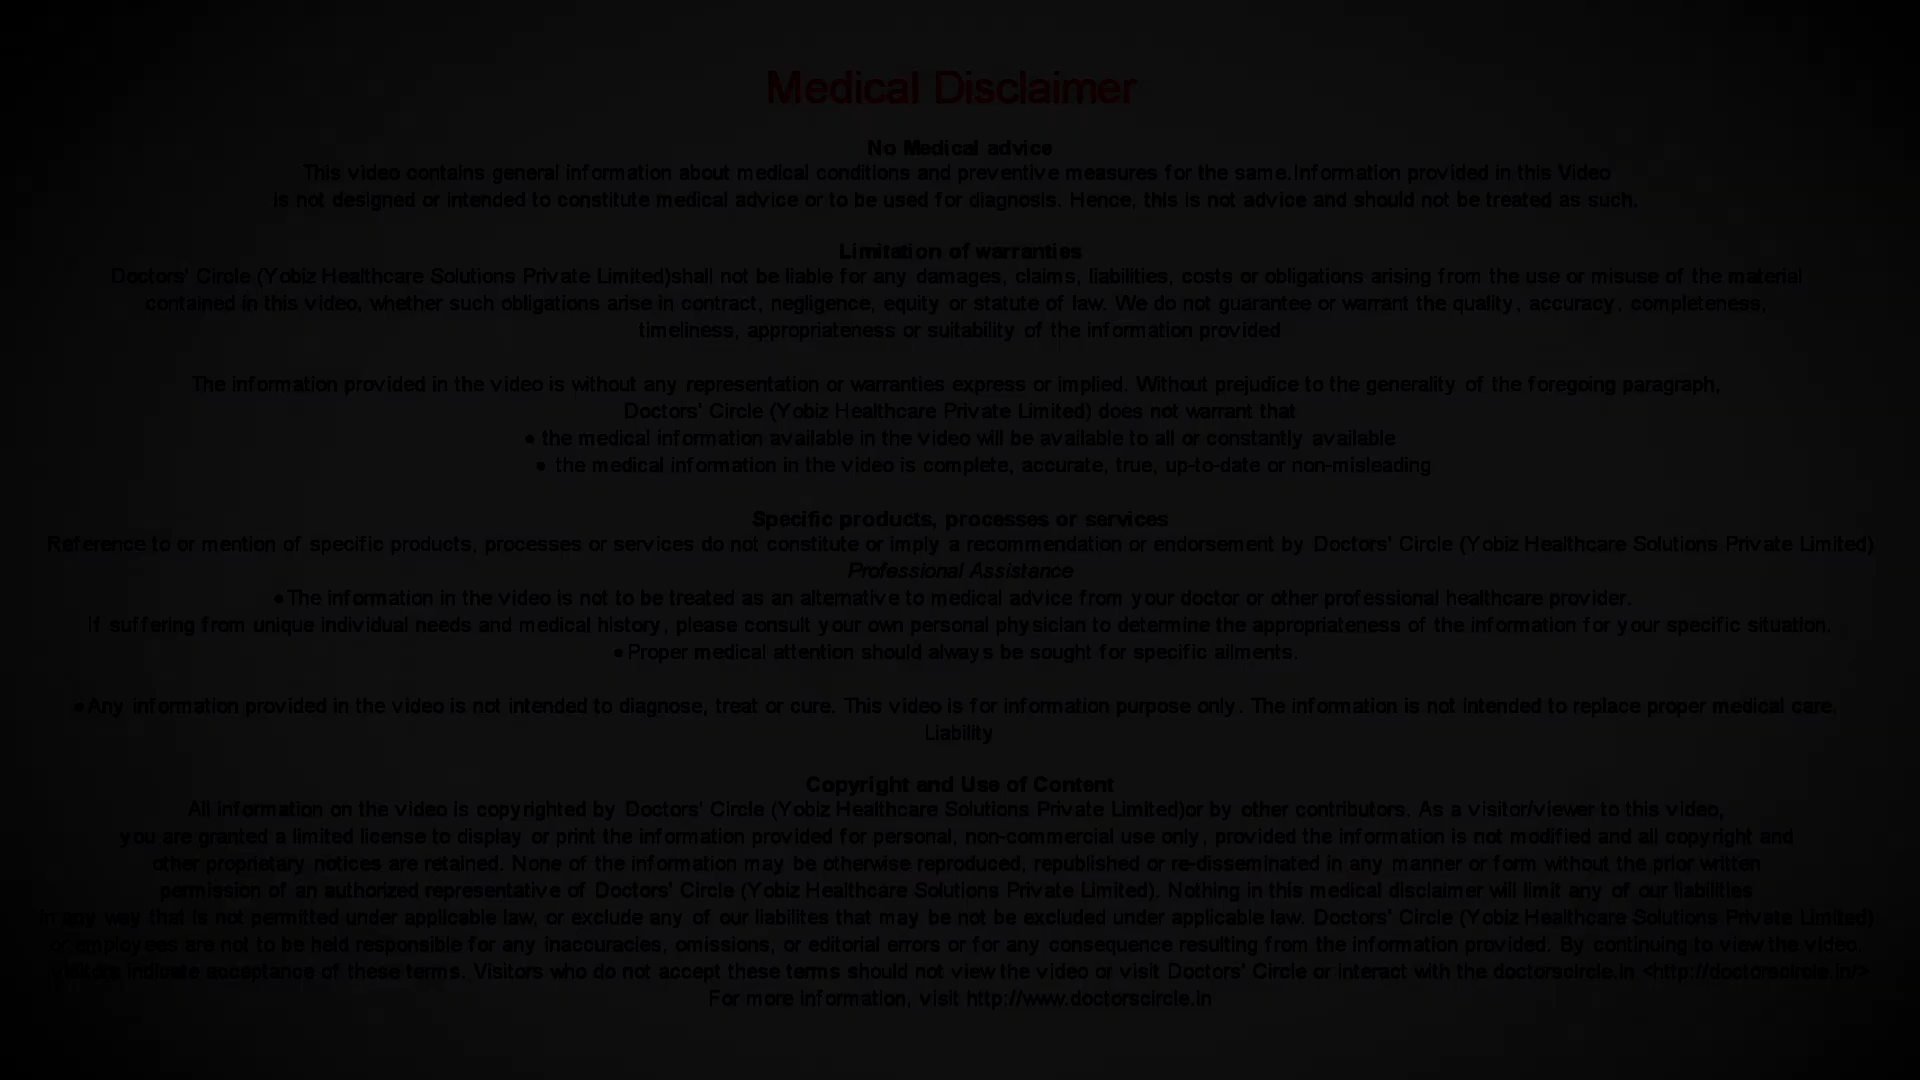 Medical Disclaimer
No Medical advice
This video contains general information about medical conditions and preventive measures for the same.Information provided in this Video
is not designed or intended to constitute medical advice or to be used for diagnosis. Hence, this is not advice and should not be treated as such.
Limitation of warranties
Doctors' Circle (Yobiz Healthcare Solutions Private Limited)shall not be liable for any damages, claims, liabilities, costs or obligations arising from the use or misuse of the material
contained in this video, whether such obligations arise in contract, negligence, equity or statute of law. We do not guarantee or warrant the quality, accuracy, completeness,
timeliness, appropriateness or suitability of the information provided
The information provided in the video is without any representation or warranties express or implied. Without prejudice to the generality of the foregoing paragraph,
Doctors' Circle (Yobiz Healthcare Private Limited) does not warrant that
● the medical information available in the video will be available to all or constantly available
● the medical information in the video is complete, accurate, true, up-to-date or non-misleading
Specific products, processes or services
Reference to or mention of specific products, processes or services do not constitute or imply a recommendation or endorsement by Doctors' Circle (Yobiz Healthcare Solutions Private Limited)
Professional Assistance
●The information in the video is not to be treated as an alternative to medical advice from your doctor or other professional healthcare provider.
If suffering from unique individual needs and medical history, please consult your own personal physician to determine the appropriateness of the information for your specific situation.
●Proper medical attention should always be sought for specific ailments.
●Any information provided in the video is not intended to diagnose, treat or cure. This video is for information purpose only. The information is not intended to replace proper medical care,
Liability
Copyright and Use of Content
All information on the video is copyrighted by Doctors' Circle (Yobiz Healthcare Solutions Private Limited)or by other contributors. As a visitor/viewer to this video,
you are granted a limited license to display or print the information provided for personal, non-commercial use only, provided the information is not modified and all copyright and
other proprietary notices are retained. None of the information may be otherwise reproduced, republished or re-disseminated in any manner or form without the prior written
permission of an authorized representative of Doctors' Circle (Yobiz Healthcare Solutions Private Limited). Nothing in this medical disclaimer will limit any of our liabilities
in any way that is not permitted under applicable law, or exclude any of our liabilites that may be not be excluded under applicable law. Doctors' Circle (Yobiz Healthcare Solutions Private Limited)
or employees are not to be held responsible for any inaccuracies, omissions, or editorial errors or for any consequence resulting from the information provided. By continuing to view the video,
visitors indicate acceptance of these terms. Visitors who do not accept these terms should not view the video or visit Doctors' Circle or interact with the doctorscircle.in <http://doctorscircle.in/>
For more information, visit http://www.doctorscircle.in